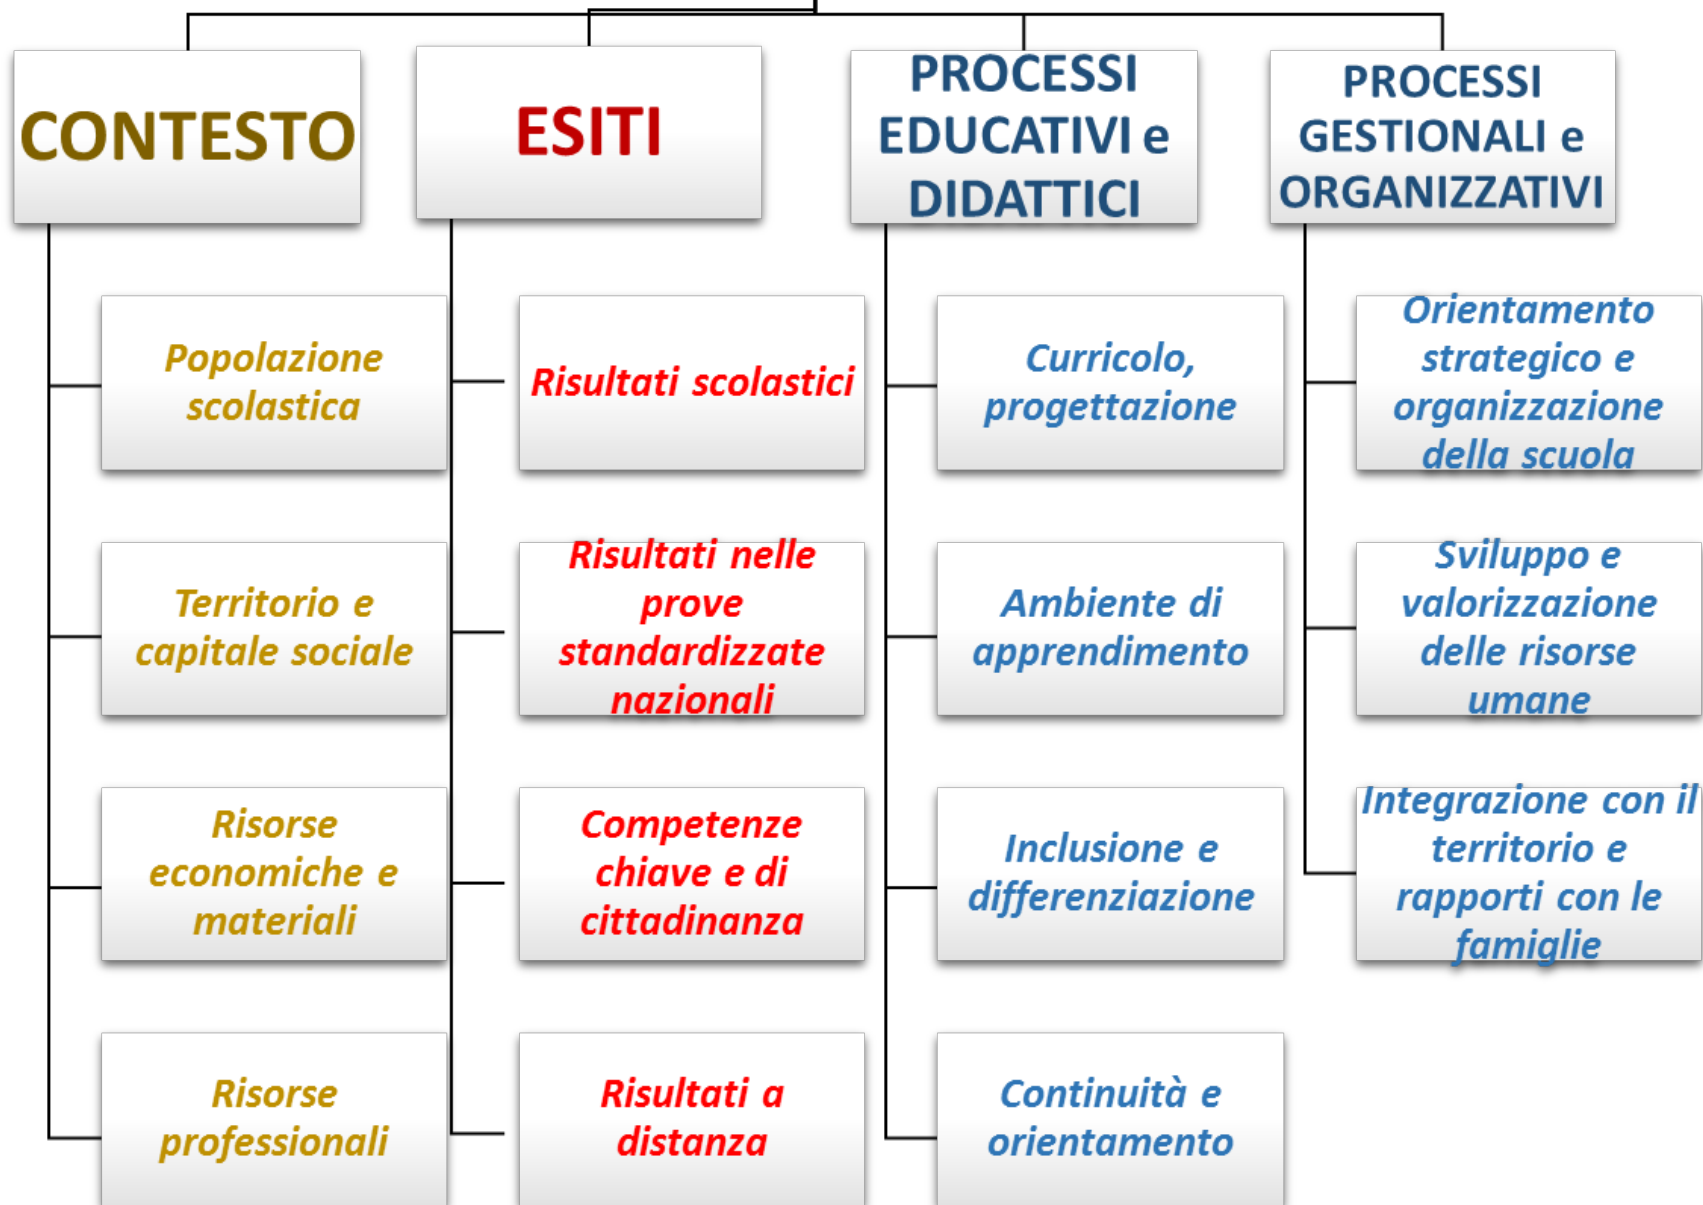 CONTESTO
Popolazione
scolastica
Territorio e
capitale sociale
Risorse
economiche e
materiali
Risorse
professionali
ESITI
Risultati scolastici
Risultati nelle
prove
standardizzate
nazionali
Competenze
chiave e di
cittadinanza
Risultati a
distanza
PROCESSI
EDUCATIVI e
DIDATTICI
Curricolo,
progettazione
Ambiente di
apprendimento
Inclusione e
differenziazione
Continuità e
orientamento
PROCESSI
GESTIONALI e
ORGANIZZATIVI
Orientamento
strategico e
organizzazione
della scuola
Sviluppo e
valorizzazione
delle risorse
umane
Integrazione con il
territorio e
rapporti con le
famiglie